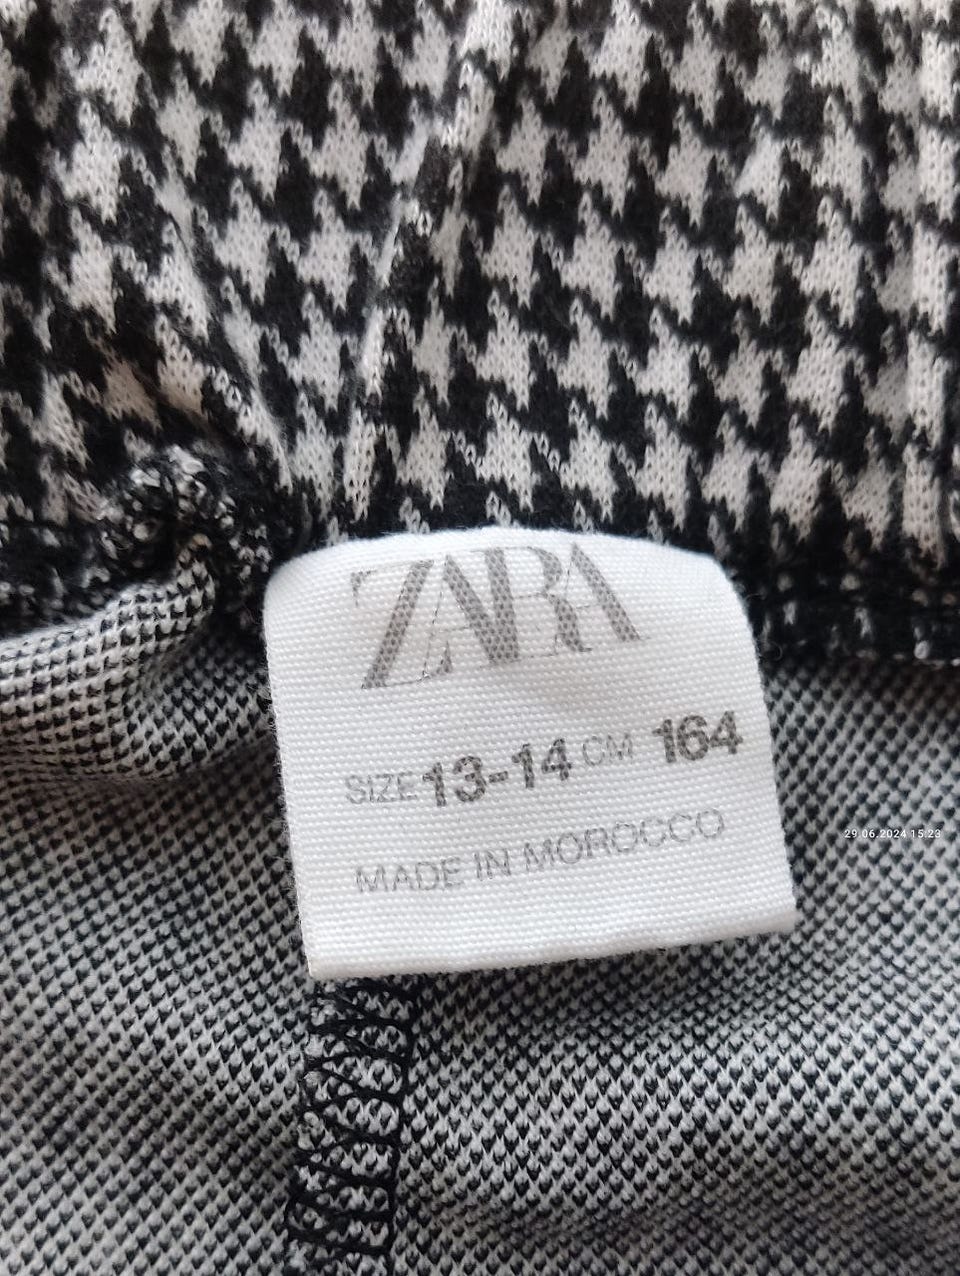 ZARA
SIZE 13-14 CM 164
MADE IN MOROCCO
29.06.2024 15:23